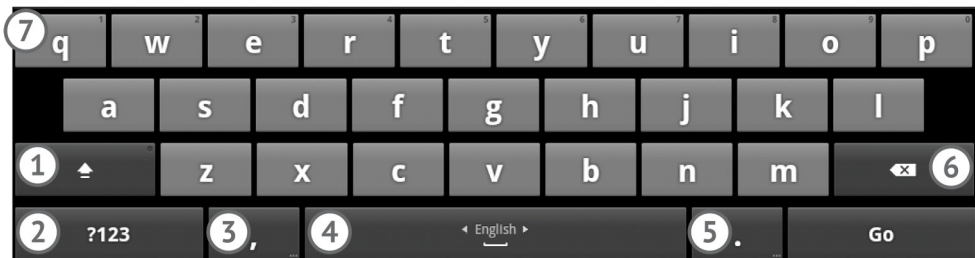 7 q 1 w 2 e 3 r 4 t 5 y 6 u 7 i 8 o 9 p 0
a s d f g h j k l
1 z x c v b n m 6
2 ?123 3 , ... 4 ◂ English ▸ 5 . ... Go